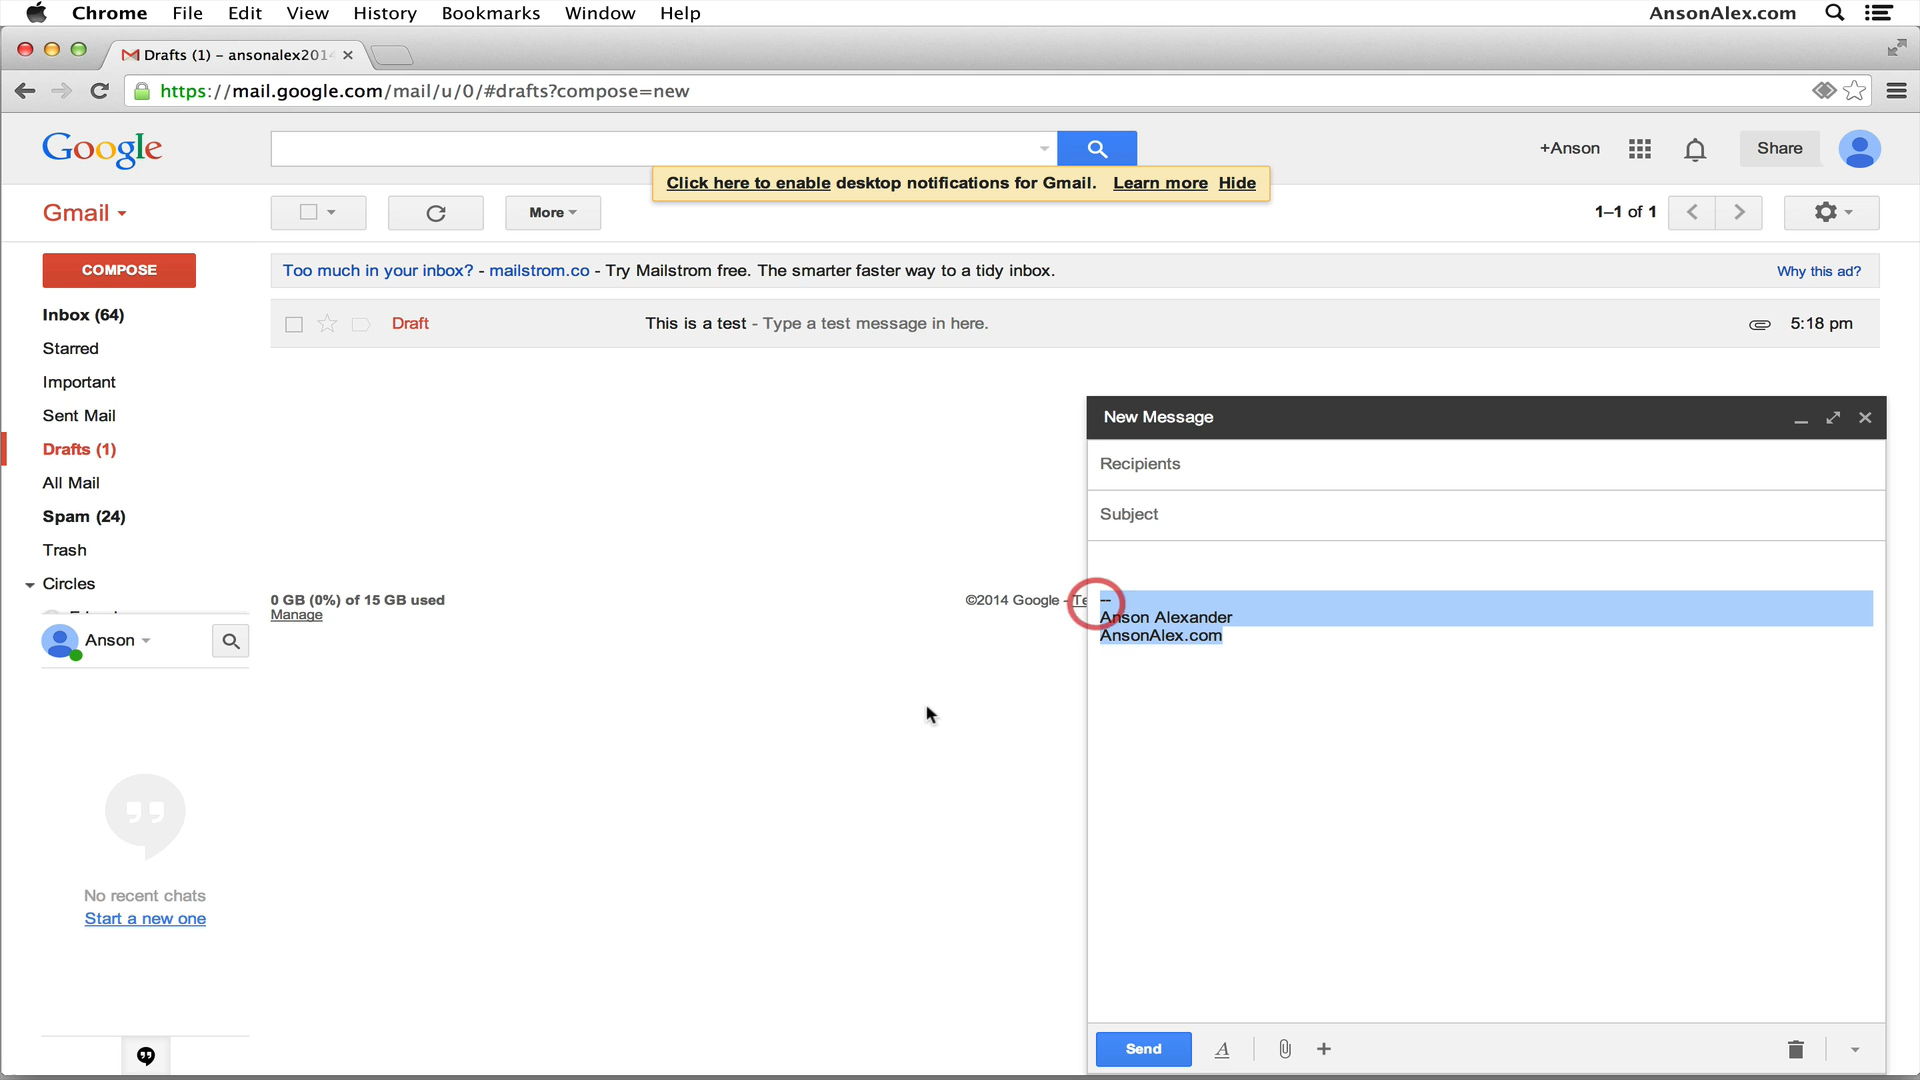 Chrome File Edit View History Bookmarks Window Help AnsonAlex.com
Drafts (1) - ansonalex201
https://mail.google.com/mail/u/0/#drafts?compose=new
Google +Anson Share
Click here to enable desktop notifications for Gmail. Learn more Hide
Gmail More 1–1 of 1
COMPOSE
Too much in your inbox? - mailstrom.co - Try Mailstrom free. The smarter faster way to a tidy inbox. Why this ad?
Inbox (64)
Draft This is a test - Type a test message in here. 5:18 pm
Starred
Important
Sent Mail
Drafts (1)
All Mail
Spam (24)
Trash
Circles
0 GB (0%) of 15 GB used
Manage
©2014 Google - Te
Anson
No recent chats
Start a new one
New Message
Recipients
Subject
--
Anson Alexander
AnsonAlex.com
Send A